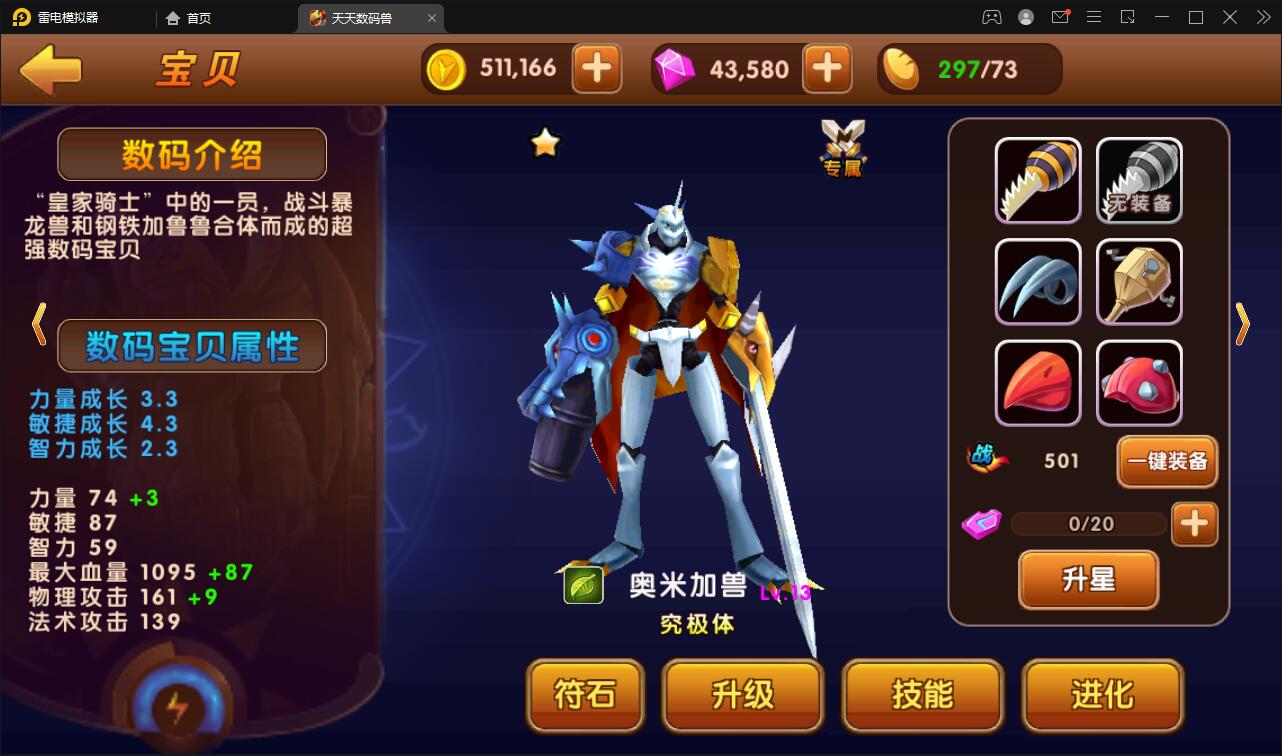 雷电模拟器
首页
天天数码兽
宝贝
511,166
43,580
297/73
数码介绍
“皇家骑士”中的一员，战斗暴
龙兽和钢铁加鲁鲁合体而成的超
强数码宝贝
数码宝贝属性
力量成长 3.3
敏捷成长 4.3
智力成长 2.3
力量 74 +3
敏捷 87
智力 59
最大血量 1095 +87
物理攻击 161 +9
法术攻击 139
专属
奥米加兽 Lv.13
究极体
无装备
战 501
一键装备
0/20
升星
符石
升级
技能
进化